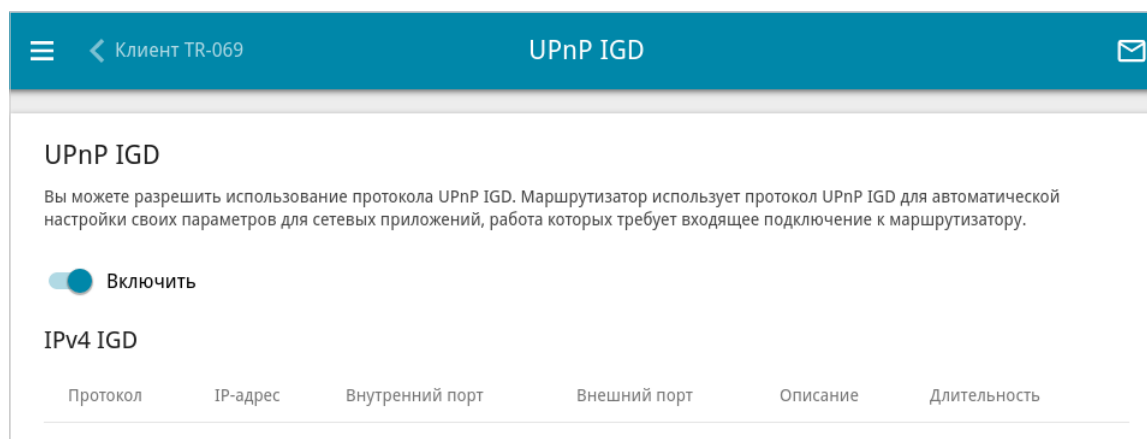 Клиент TR-069 UPnP IGD
UPnP IGD
Вы можете разрешить использование протокола UPnP IGD. Маршрутизатор использует протокол UPnP IGD для автоматической
настройки своих параметров для сетевых приложений, работа которых требует входящее подключение к маршрутизатору.
Включить
IPv4 IGD
Протокол IP-адрес Внутренний порт Внешний порт Описание Длительность